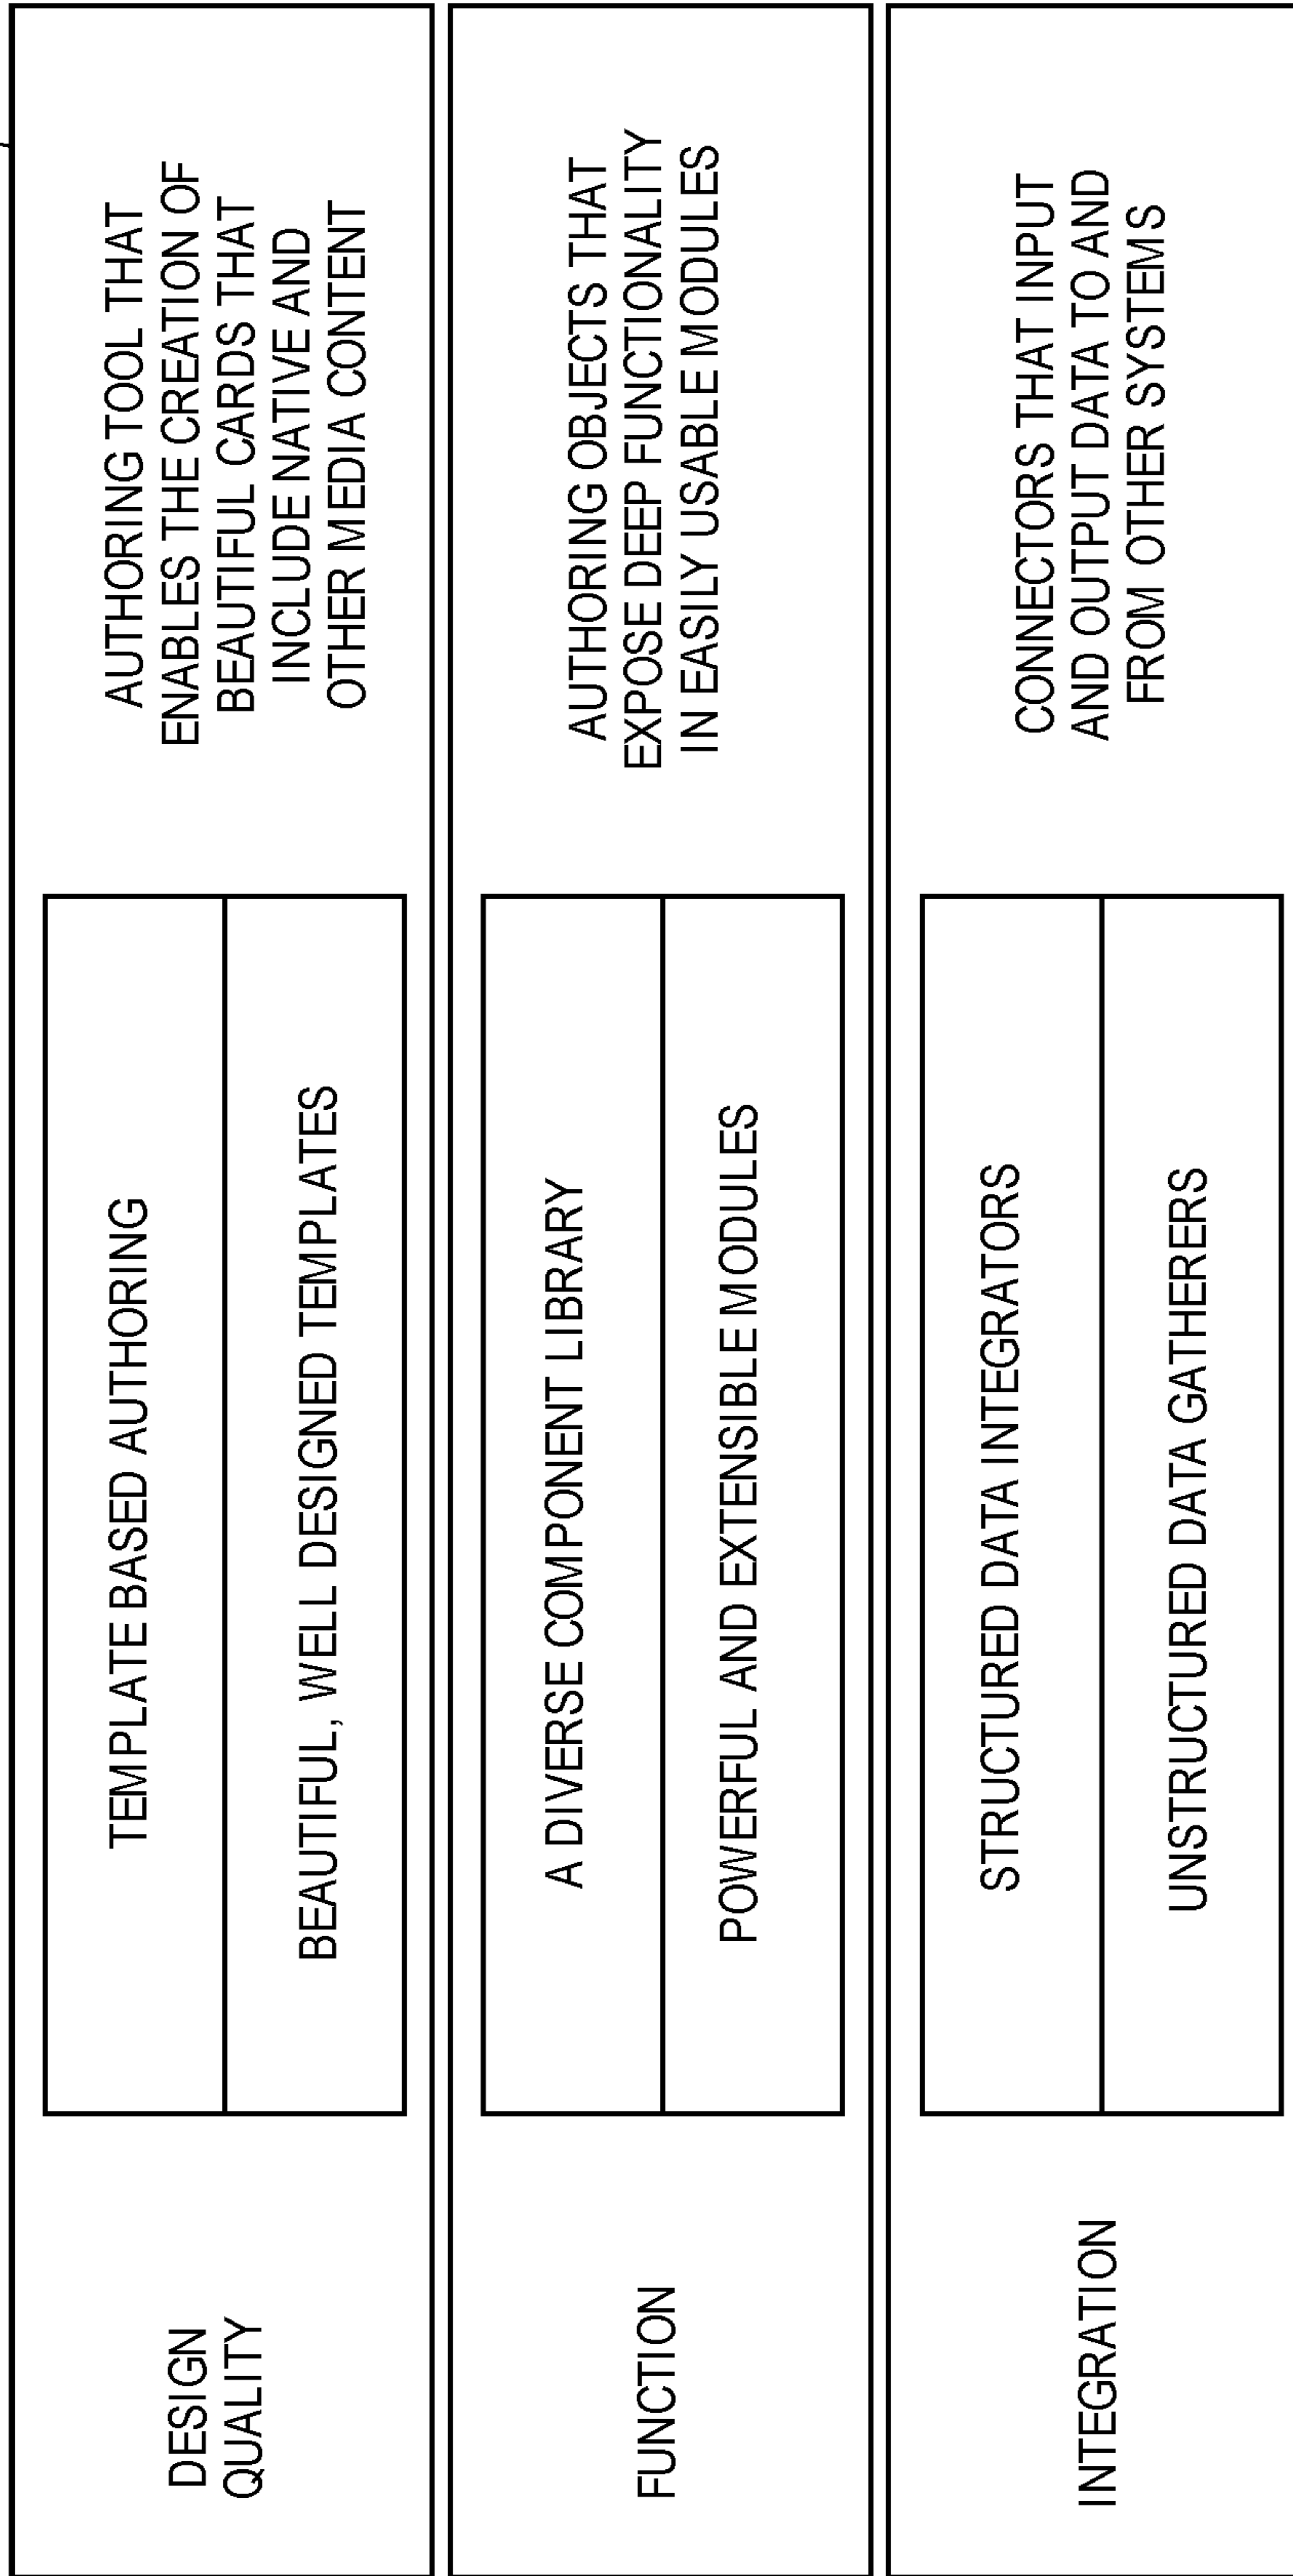 DESIGN
QUALITY
TEMPLATE BASED AUTHORING
BEAUTIFUL, WELL DESIGNED TEMPLATES
AUTHORING TOOL THAT
ENABLES THE CREATION OF
BEAUTIFUL CARDS THAT
INCLUDE NATIVE AND
OTHER MEDIA CONTENT
FUNCTION
A DIVERSE COMPONENT LIBRARY
POWERFUL AND EXTENSIBLE MODULES
AUTHORING OBJECTS THAT
EXPOSE DEEP FUNCTIONALITY
IN EASILY USABLE MODULES
INTEGRATION
STRUCTURED DATA INTEGRATORS
UNSTRUCTURED DATA GATHERERS
CONNECTORS THAT INPUT
AND OUTPUT DATA TO AND
FROM OTHER SYSTEMS